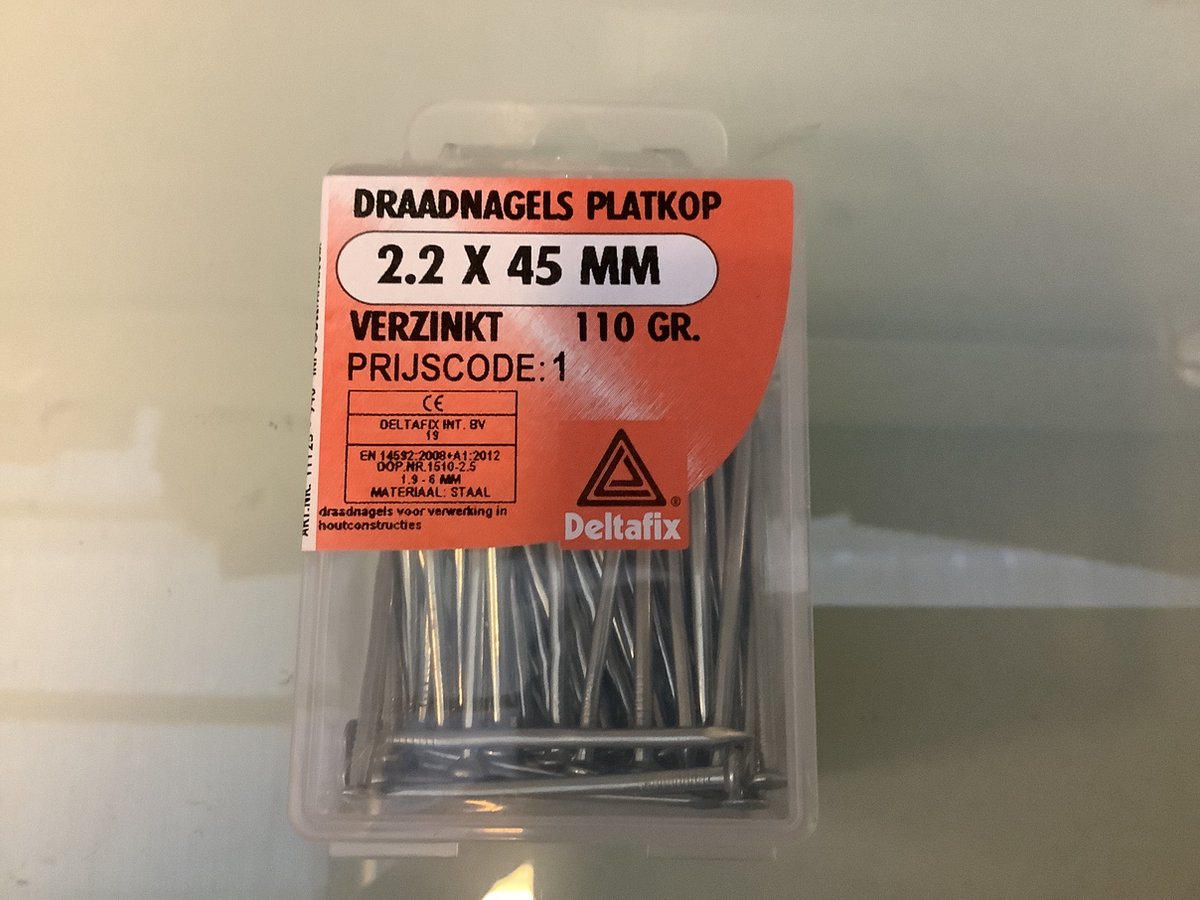 DRAADNAGELS PLATKOP
2.2 X 45 MM
VERZINKT 110 GR.
PRIJSCODE: 1
CE
DELTAFIX INT. BV
19
EN 14592:2008+A1:2012
DOP.NR.1510-2.5
1.9 - 6 MM
MATERIAAL: STAAL
draadnagels voor verwerking in
houtconstructies
Deltafix®
ART.NR.